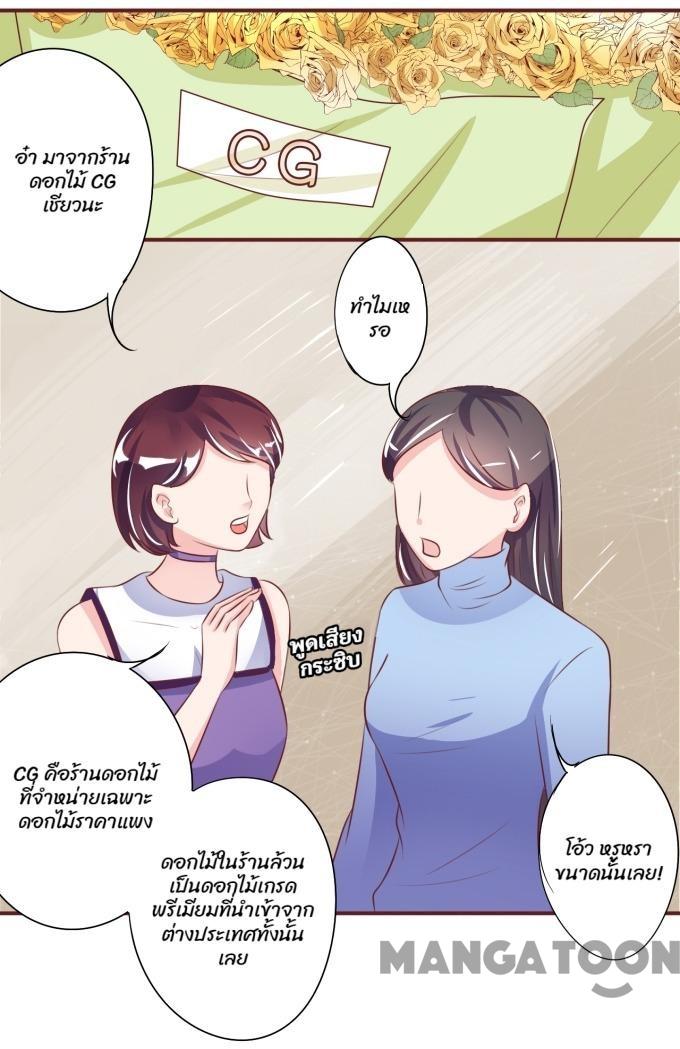 CG
อ๋า มาจากร้าน
ดอกไม้ CG
เชียวนะ
ทำไมเห
รอ
พูดเสียง
กระซิบ
CG คือร้านดอกไม้
ที่จำหน่ายเฉพาะ
ดอกไม้ราคาแพง
ดอกไม้ในร้านล้วน
เป็นดอกไม้เกรด
พรีเมียมที่นำเข้าจาก
ต่างประเทศทั้งนั้น
เลย
โอ้ว หรูหรา
ขนาดนั้นเลย!
MANGATOON